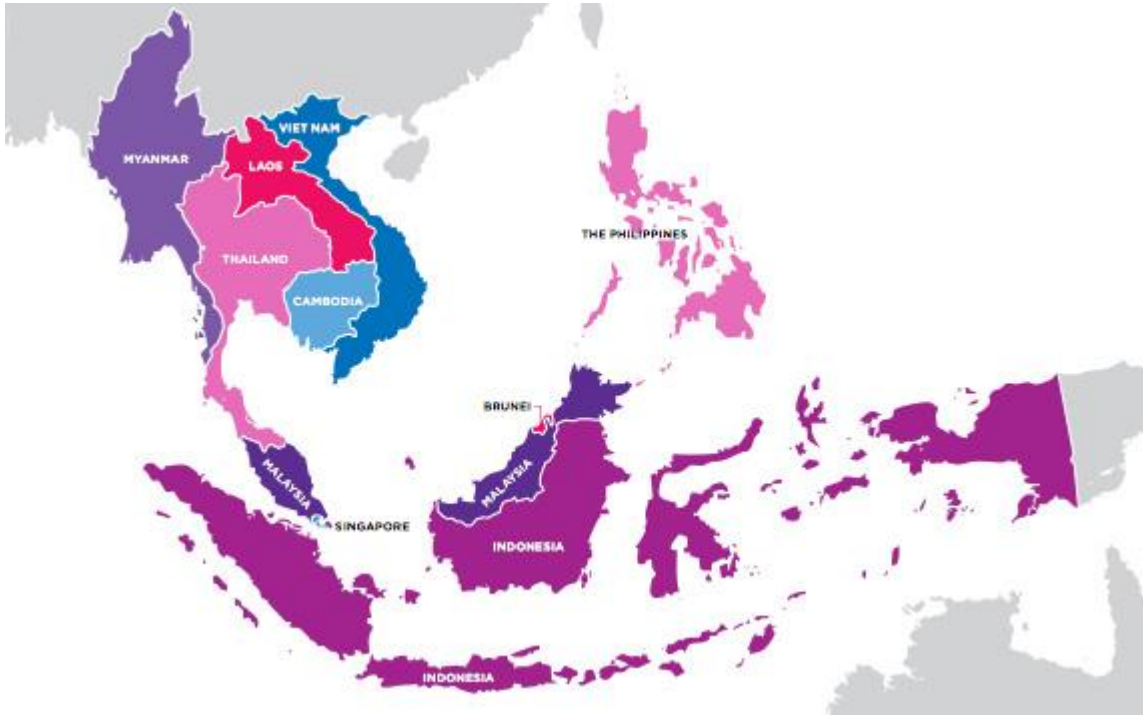 VIET NAM
MYANMAR
LAOS
THE PHILIPPINES
THAILAND
CAMBODIA
BRUNEI
MALAYSIA
MALAYSIA
SINGAPORE
INDONESIA
INDONESIA